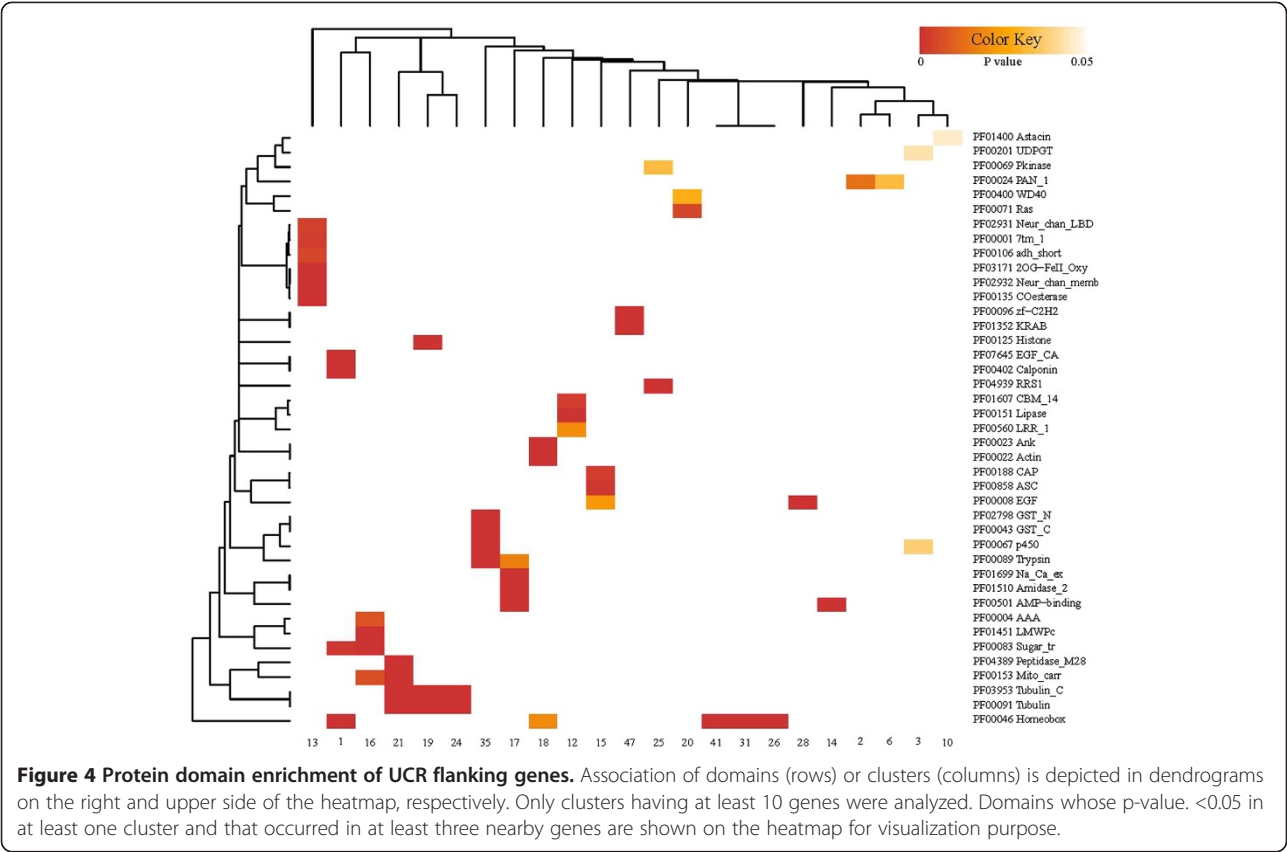 Color Key
0 P value 0.05
PF01400 Astacin
PF00201 UDPGT
PF00069 Pkinase
PF00024 PAN_1
PF00400 WD40
PF00071 Ras
PF02931 Neur_chan_LBD
PF00001 7tm_1
PF00106 adh_short
PF03171 2OG-FeII_Oxy
PF02932 Neur_chan_memb
PF00135 COesterase
PF00096 zf-C2H2
PF01352 KRAB
PF00125 Histone
PF07645 EGF_CA
PF00402 Calponin
PF04939 RRS1
PF01607 CBM_14
PF00151 Lipase
PF00560 LRR_1
PF00023 Ank
PF00022 Actin
PF00188 CAP
PF00858 ASC
PF00008 EGF
PF02798 GST_N
PF00043 GST_C
PF00067 p450
PF00089 Trypsin
PF01699 Na_Ca_ex
PF01510 Amidase_2
PF00501 AMP-binding
PF00004 AAA
PF01451 LMWPc
PF00083 Sugar_tr
PF04389 Peptidase_M28
PF00153 Mito_carr
PF03953 Tubulin_C
PF00091 Tubulin
PF00046 Homeobox
13 1 16 21 19 24 35 17 18 12 15 47 25 20 41 31 26 28 14 2 6 3 10
Figure 4 Protein domain enrichment of UCR flanking genes. Association of domains (rows) or clusters (columns) is depicted in dendrograms
on the right and upper side of the heatmap, respectively. Only clusters having at least 10 genes were analyzed. Domains whose p-value. <0.05 in
at least one cluster and that occurred in at least three nearby genes are shown on the heatmap for visualization purpose.